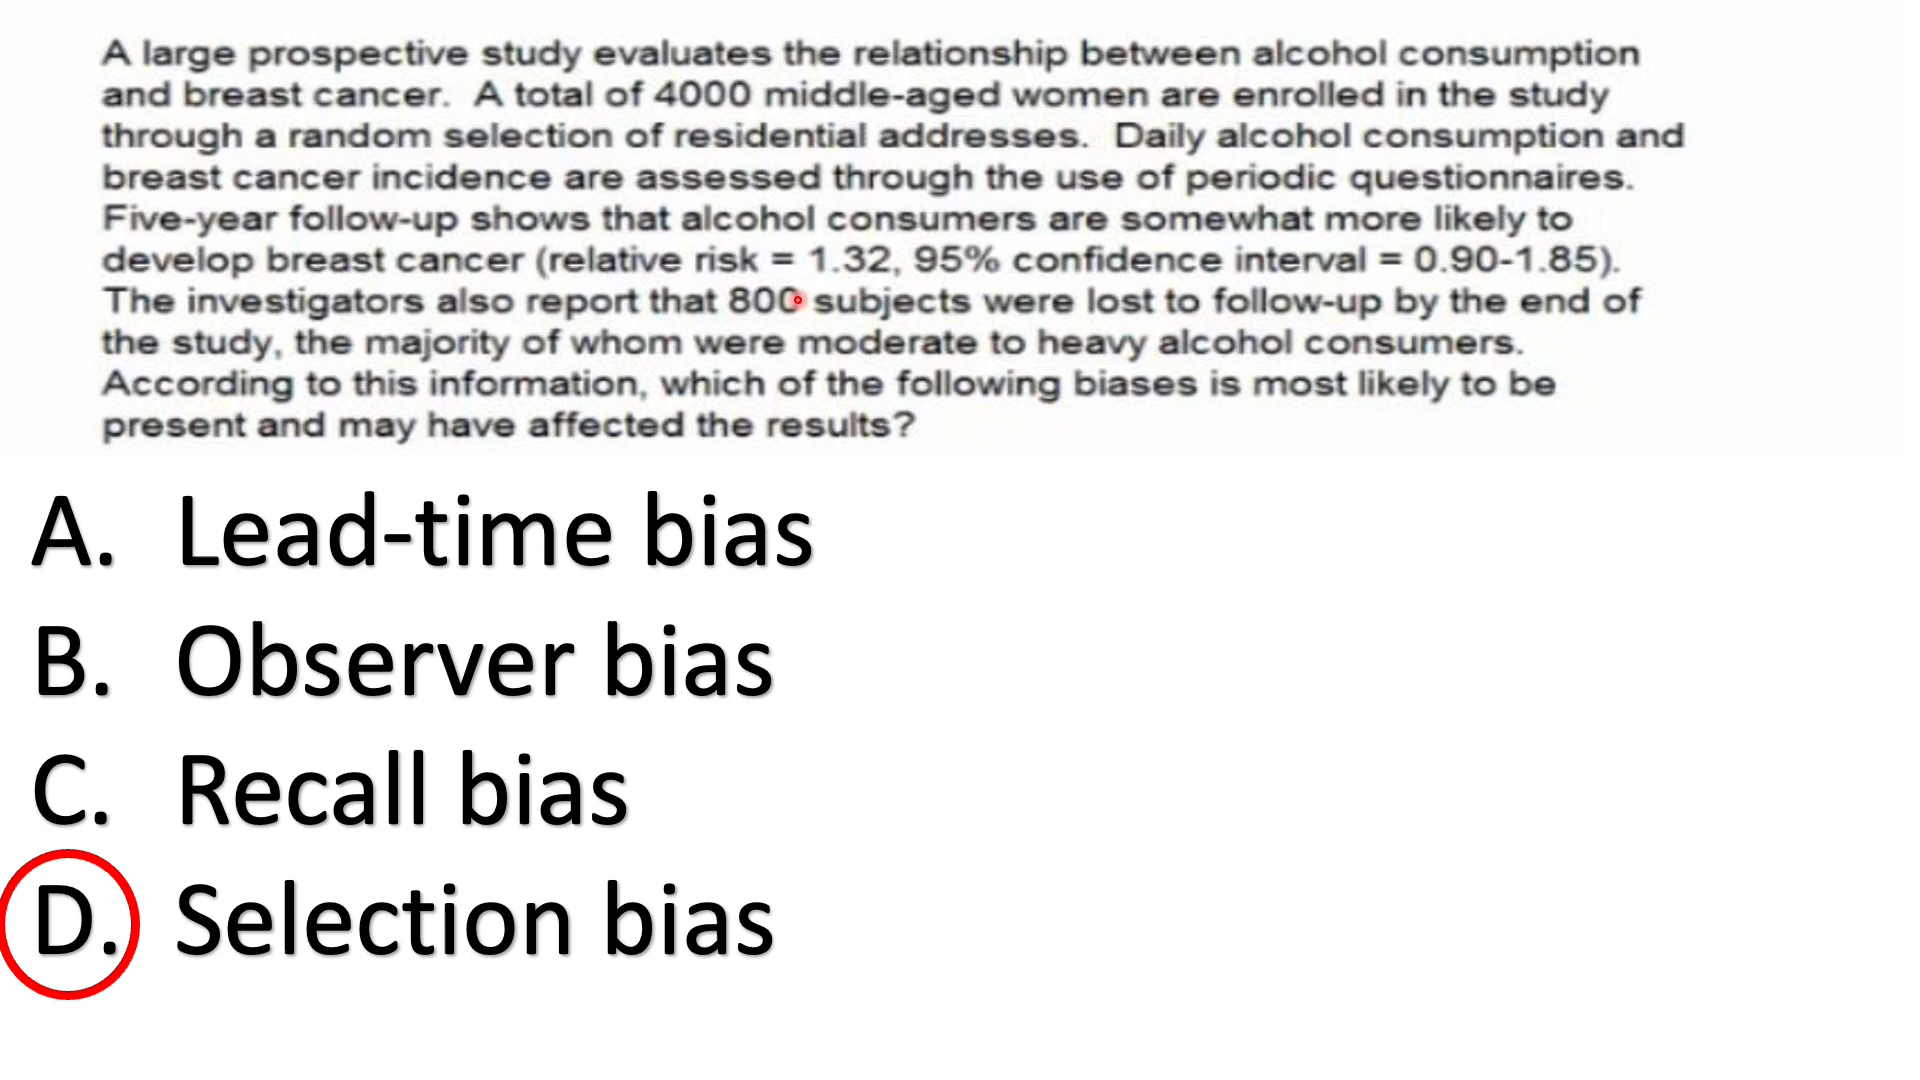 A large prospective study evaluates the relationship between alcohol consumption
and breast cancer. A total of 4000 middle-aged women are enrolled in the study
through a random selection of residential addresses. Daily alcohol consumption and
breast cancer incidence are assessed through the use of periodic questionnaires.
Five-year follow-up shows that alcohol consumers are somewhat more likely to
develop breast cancer (relative risk = 1.32, 95% confidence interval = 0.90-1.85).
The investigators also report that 800 subjects were lost to follow-up by the end of
the study, the majority of whom were moderate to heavy alcohol consumers.
According to this information, which of the following biases is most likely to be
present and may have affected the results?
A. Lead-time bias
B. Observer bias
C. Recall bias
D. Selection bias